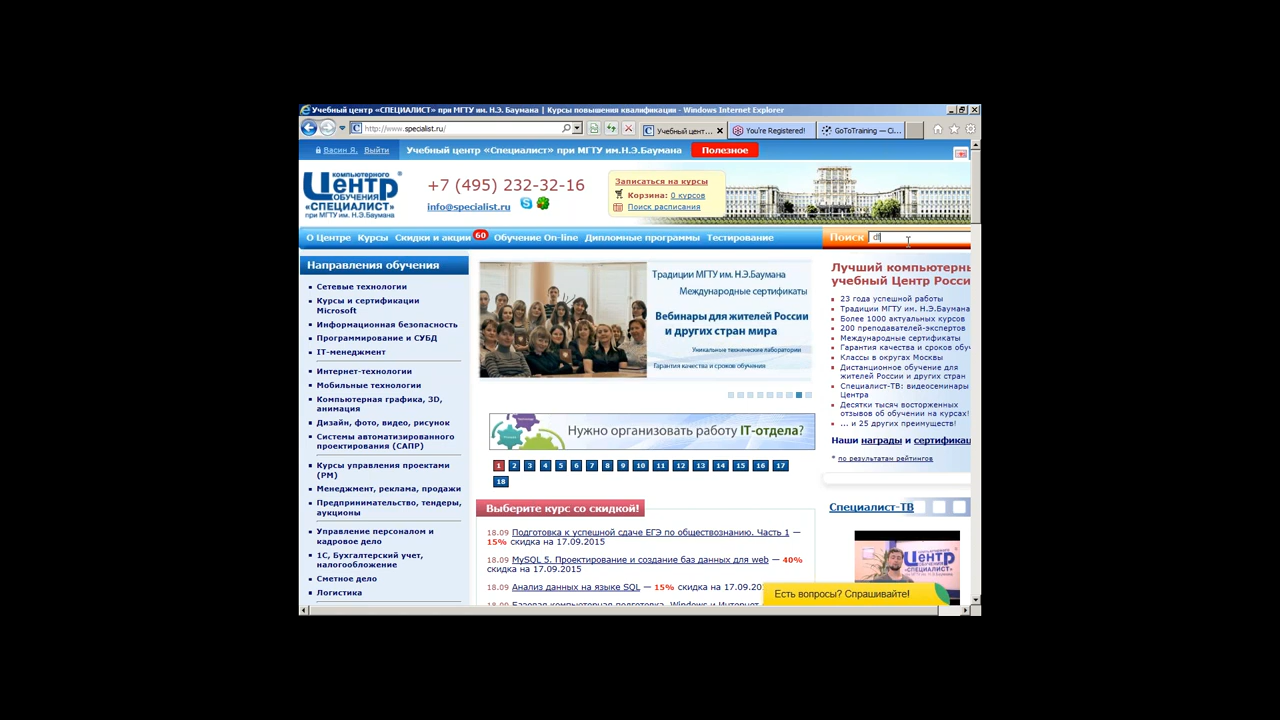 Учебный центр «СПЕЦИАЛИСТ» при МГТУ им. Н.Э. Баумана | Курсы повышения квалификации - Windows Internet Explorer
http://www.specialist.ru/
Учебный цент...
You're Registered!
GoToTraining — Ci...
Васин Я. Выйти
Учебный центр «Специалист» при МГТУ им.Н.Э.Баумана
Полезное
компьютерного
Центр
обучения
«СПЕЦИАЛИСТ»
при МГТУ им. Н.Э.Баумана
+7 (495) 232-32-16
info@specialist.ru
Записаться на курсы
Корзина: 0 курсов
Поиск расписания
О Центре Курсы Скидки и акции 60 Обучение On-line Дипломные программы Тестирование
Поиск
Направления обучения
Сетевые технологии
Курсы и сертификации
Microsoft
Информационная безопасность
Программирование и СУБД
IT-менеджмент
Интернет-технологии
Мобильные технологии
Компьютерная графика, 3D,
анимация
Дизайн, фото, видео, рисунок
Системы автоматизированного
проектирования (САПР)
Курсы управления проектами
(PM)
Менеджмент, реклама, продажи
Предпринимательство, тендеры,
аукционы
Управление персоналом и
кадровое дело
1С, Бухгалтерский учет,
налогообложение
Сметное дело
Логистика
Традиции МГТУ им. Н.Э.Баумана
Международные сертификаты
Вебинары для жителей России
и других стран мира
Уникальные технические лаборатории
Гарантия качества и сроков обучения
Нужно организовать работу IT-отдела?
1 2 3 4 5 6 7 8 9 10 11 12 13 14 15 16 17
18
Выберите курс со скидкой!
18.09 Подготовка к успешной сдаче ЕГЭ по обществознанию. Часть 1 —
15% скидка на 17.09.2015
18.09 MySQL 5. Проектирование и создание баз данных для web — 40%
скидка на 17.09.2015
18.09 Анализ данных на языке SQL — 15% скидка на 17.09.20
Лучший компьютерн
учебный Центр Росси
23 года успешной работы
Традиции МГТУ им. Н.Э.Баумана
Более 1000 актуальных курсов
200 преподавателей-экспертов
Международные сертификаты
Гарантия качества и сроков обуч
Классы в округах Москвы
Дистанционное обучение для
жителей России и других стран
Специалист-ТВ: видеосеминары
Центра
Десятки тысяч восторженных
отзывов об обучении на курсах!
... и 25 других преимуществ!
Наши награды и сертифика
* по результатам рейтингов
Специалист-ТВ
Центр
«СПЕЦИАЛИСТ»
Есть вопросы? Спрашивайте!